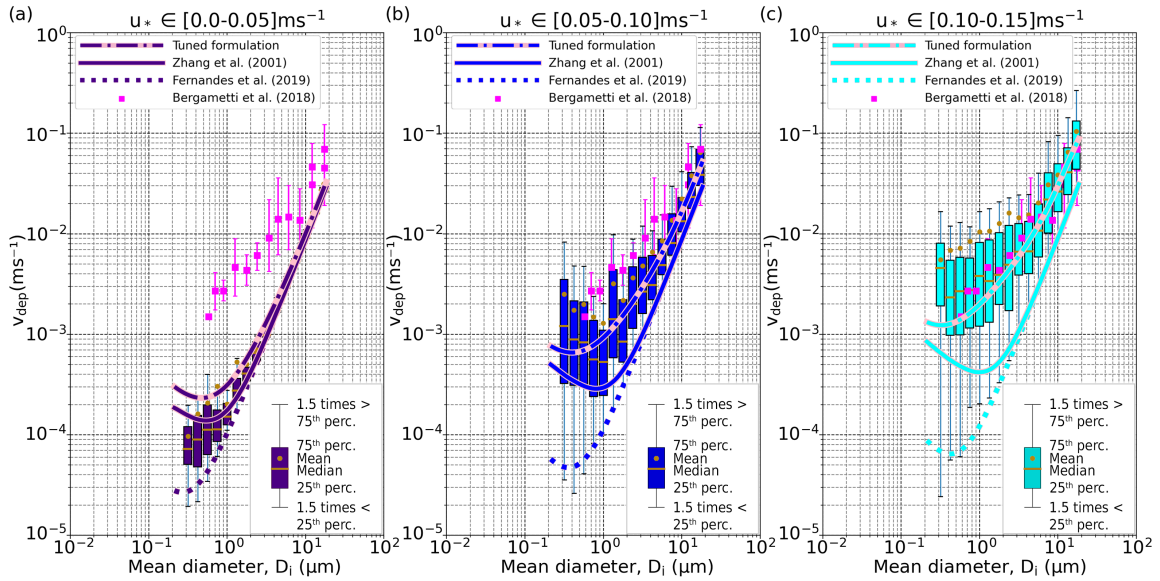 (a) u* ∈ [0.0-0.05]ms⁻¹
(b) u* ∈ [0.05-0.10]ms⁻¹
(c) u* ∈ [0.10-0.15]ms⁻¹
v_dep(ms⁻¹)
10⁰
10⁻¹
10⁻²
10⁻³
10⁻⁴
10⁻⁵
Tuned formulation
Zhang et al. (2001)
Fernandes et al. (2019)
Bergametti et al. (2018)
1.5 times >
75th perc.
75th perc.
Mean
Median
25th perc.
1.5 times <
25th perc.
10⁻² 10⁻¹ 10⁰ 10¹ 10²
Mean diameter, Dᵢ (μm)
v_dep(ms⁻¹)
10⁰
10⁻¹
10⁻²
10⁻³
10⁻⁴
10⁻⁵
Tuned formulation
Zhang et al. (2001)
Fernandes et al. (2019)
Bergametti et al. (2018)
1.5 times >
75th perc.
75th perc.
Mean
Median
25th perc.
1.5 times <
25th perc.
10⁻² 10⁻¹ 10⁰ 10¹ 10²
Mean diameter, Dᵢ (μm)
v_dep(ms⁻¹)
10⁰
10⁻¹
10⁻²
10⁻³
10⁻⁴
10⁻⁵
Tuned formulation
Zhang et al. (2001)
Fernandes et al. (2019)
Bergametti et al. (2018)
1.5 times >
75th perc.
75th perc.
Mean
Median
25th perc.
1.5 times <
25th perc.
10⁻² 10⁻¹ 10⁰ 10¹ 10²
Mean diameter, Dᵢ (μm)